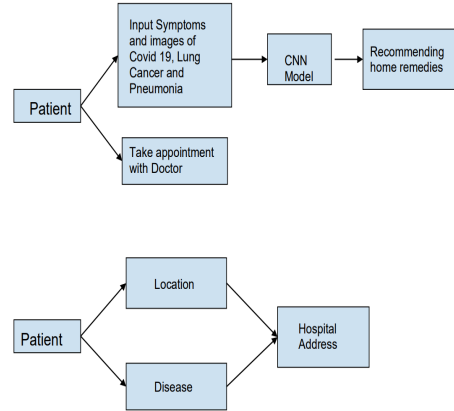 Input Symptoms
and images of
Covid 19, Lung
Cancer and
Pneumonia
CNN
Model
Recommending
home remedies
Patient
Take appointment
with Doctor
Location
Patient
Hospital
Address
Disease